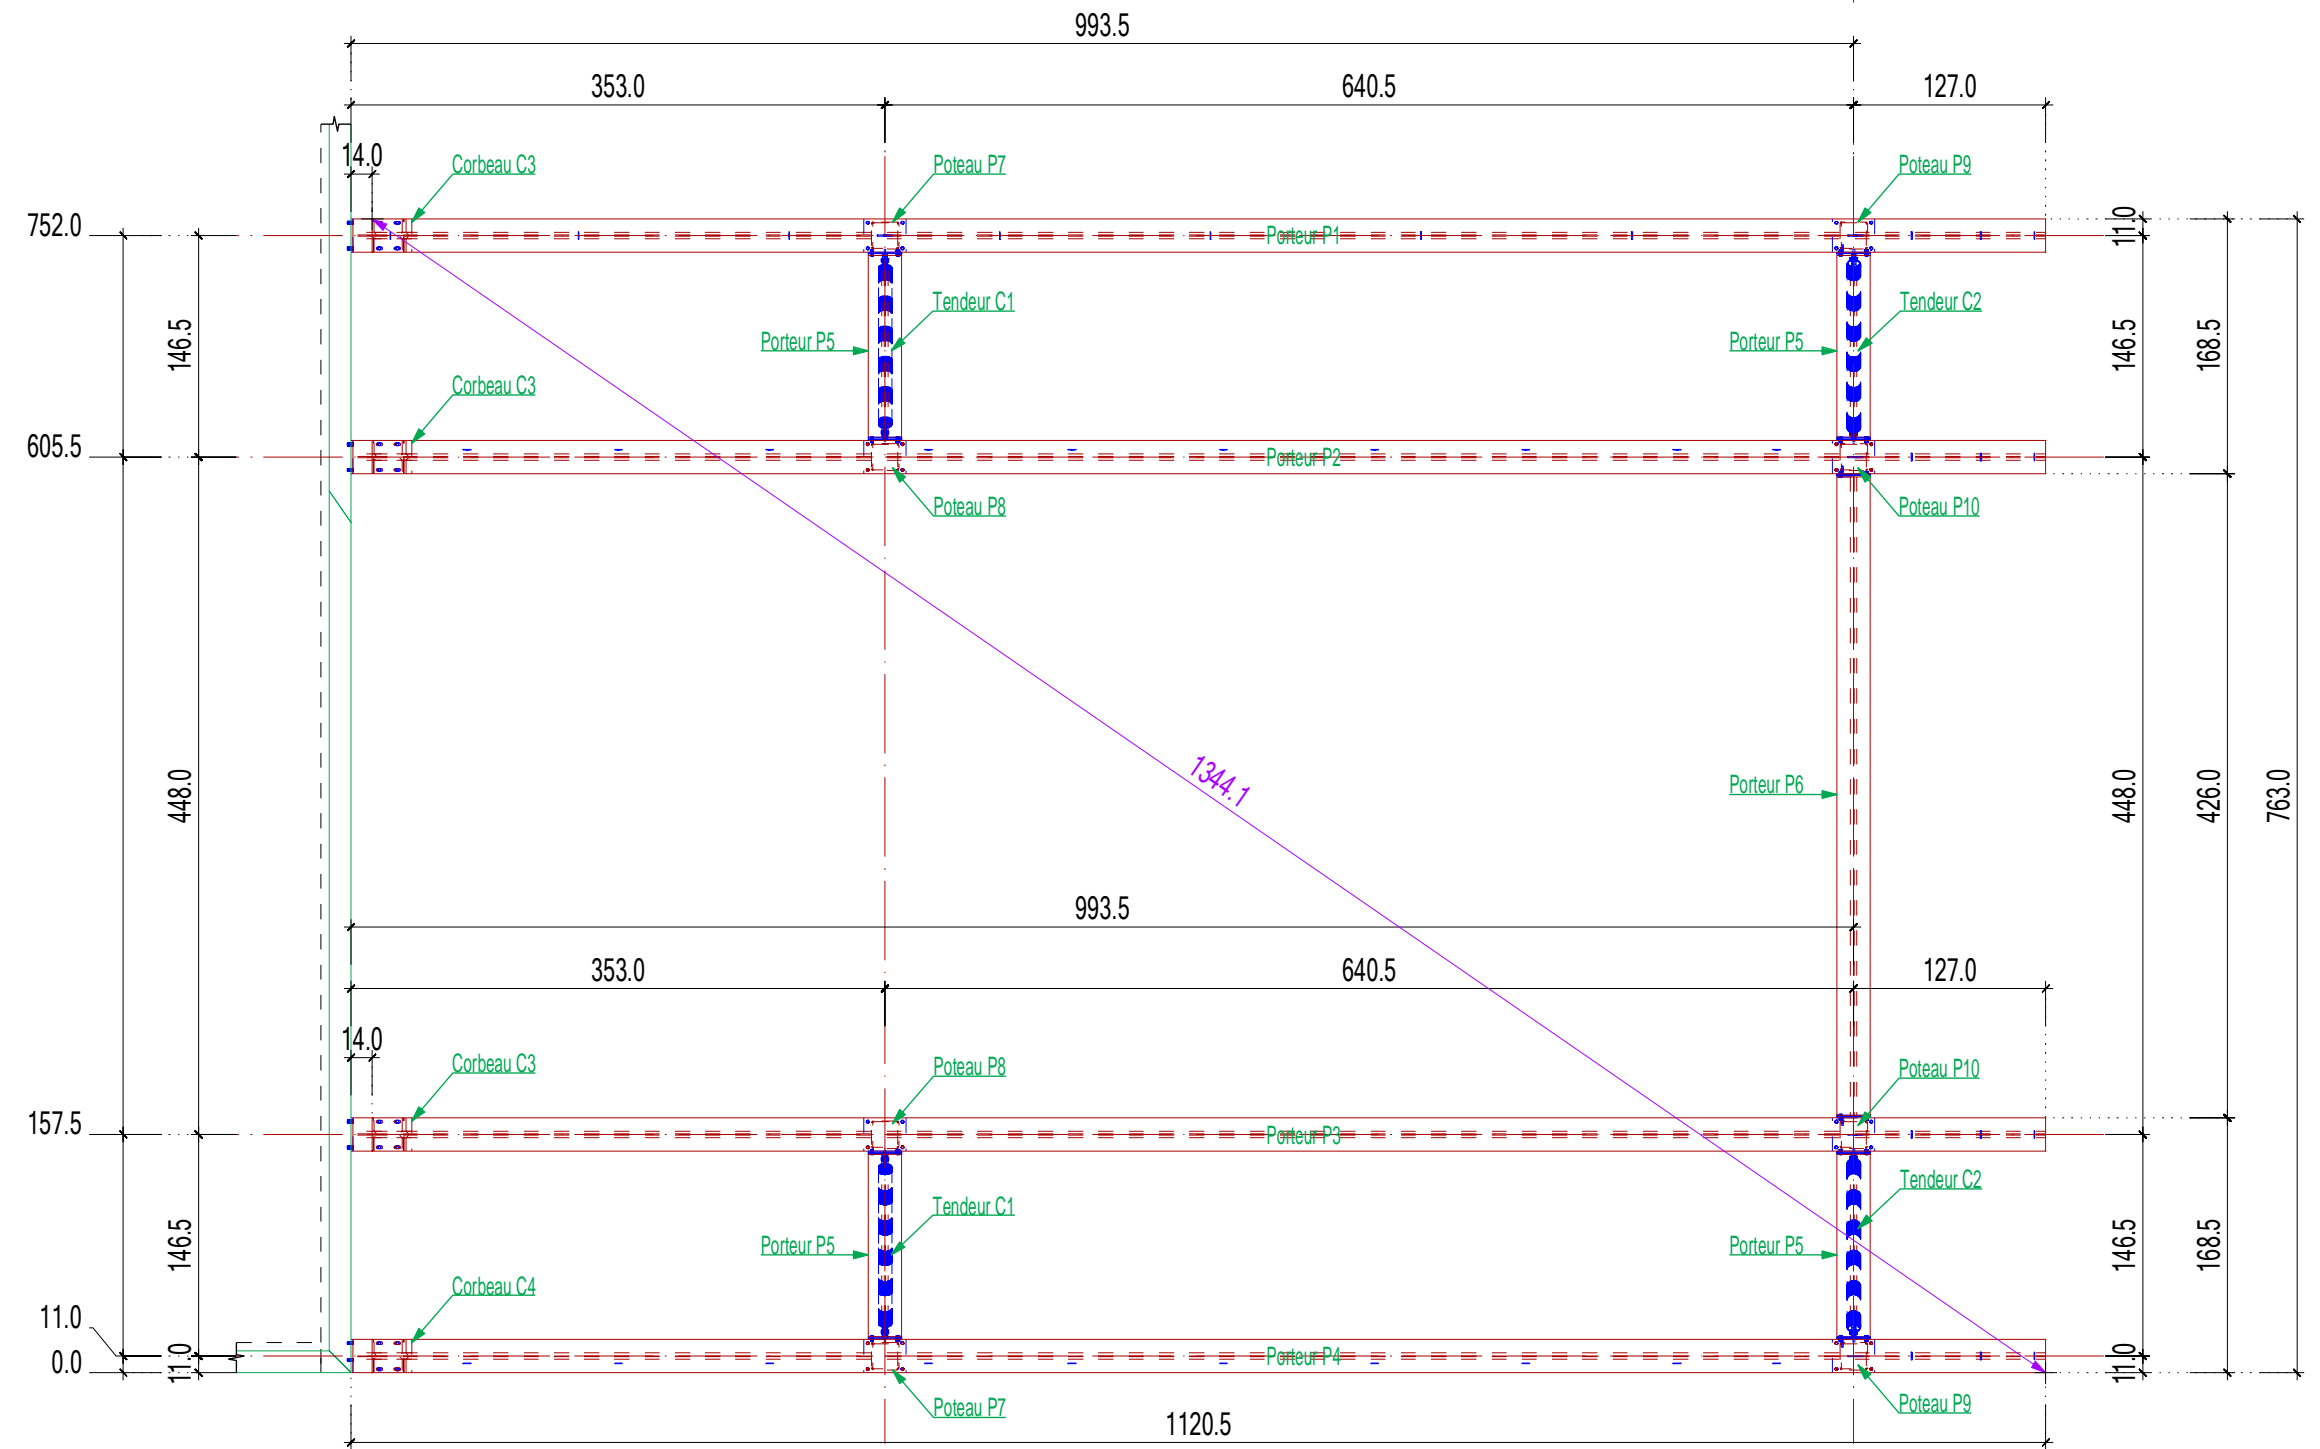 993.5
353.0
640.5
127.0
14.0
Corbeau C3
Poteau P7
Poteau P9
752.0
Porteur P1
11.0
Tendeur C1
Tendeur C2
146.5
Porteur P5
Porteur P5
146.5
168.5
Corbeau C3
605.5
Porteur P2
Poteau P8
Poteau P10
448.0
1344.1
Porteur P6
448.0
426.0
763.0
993.5
353.0
640.5
127.0
14.0
Corbeau C3
Poteau P8
Poteau P10
157.5
Porteur P3
Tendeur C1
Tendeur C2
146.5
Porteur P5
Porteur P5
146.5
168.5
Corbeau C4
11.0
0.0
11.0
Porteur P4
11.0
Poteau P7
Poteau P9
1120.5